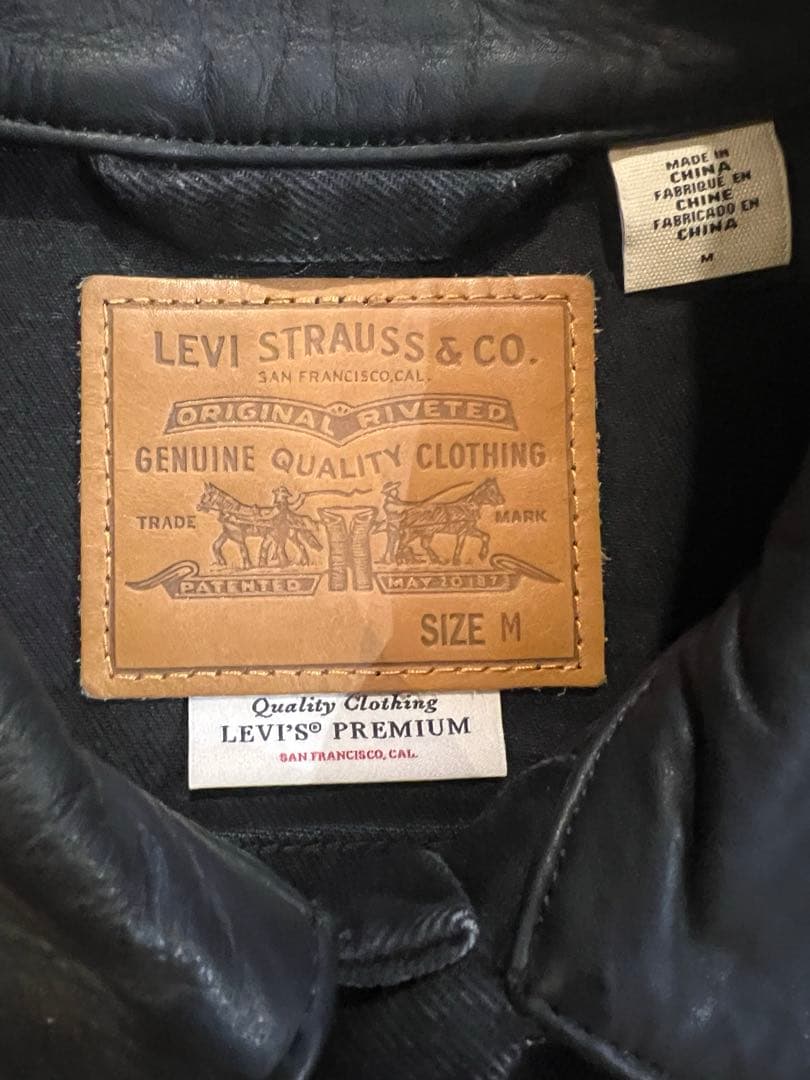 LEVI STRAUSS & CO.
SAN FRANCISCO, CAL.
ORIGINAL RIVETED
GENUINE QUALITY CLOTHING
TRADE MARK
PATENTED MAY 20 1873
SIZE M
Quality Clothing
LEVI'S® PREMIUM
SAN FRANCISCO, CAL.
MADE IN
CHINA
FABRIQUÉ EN
CHINE
FABRICADO EN
CHINA
M